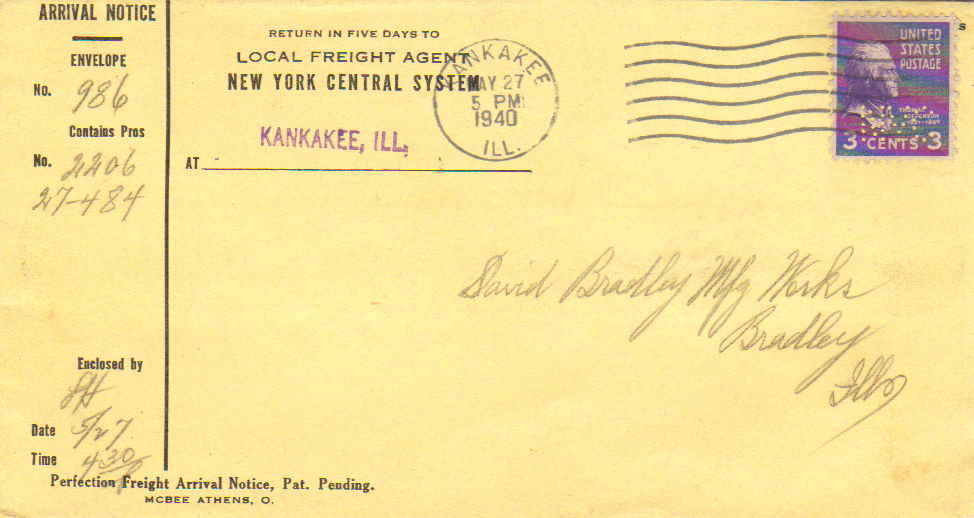 ARRIVAL NOTICE
ENVELOPE
No. 986
Contains Pros
No. 2206
27-484
Enclosed by
Date 5/27
Time 4 30
RETURN IN FIVE DAYS TO
LOCAL FREIGHT AGENT
NEW YORK CENTRAL SYSTEM
KANKAKEE, ILL.
AT
KANKAKEE
MAY 27
5 PM
1940
ILL.
UNITED
STATES
POSTAGE
3 CENTS 3
David Bradley Mfg Works
Bradley
Ills
Perfection Freight Arrival Notice, Pat. Pending.
MCBEE ATHENS, O.